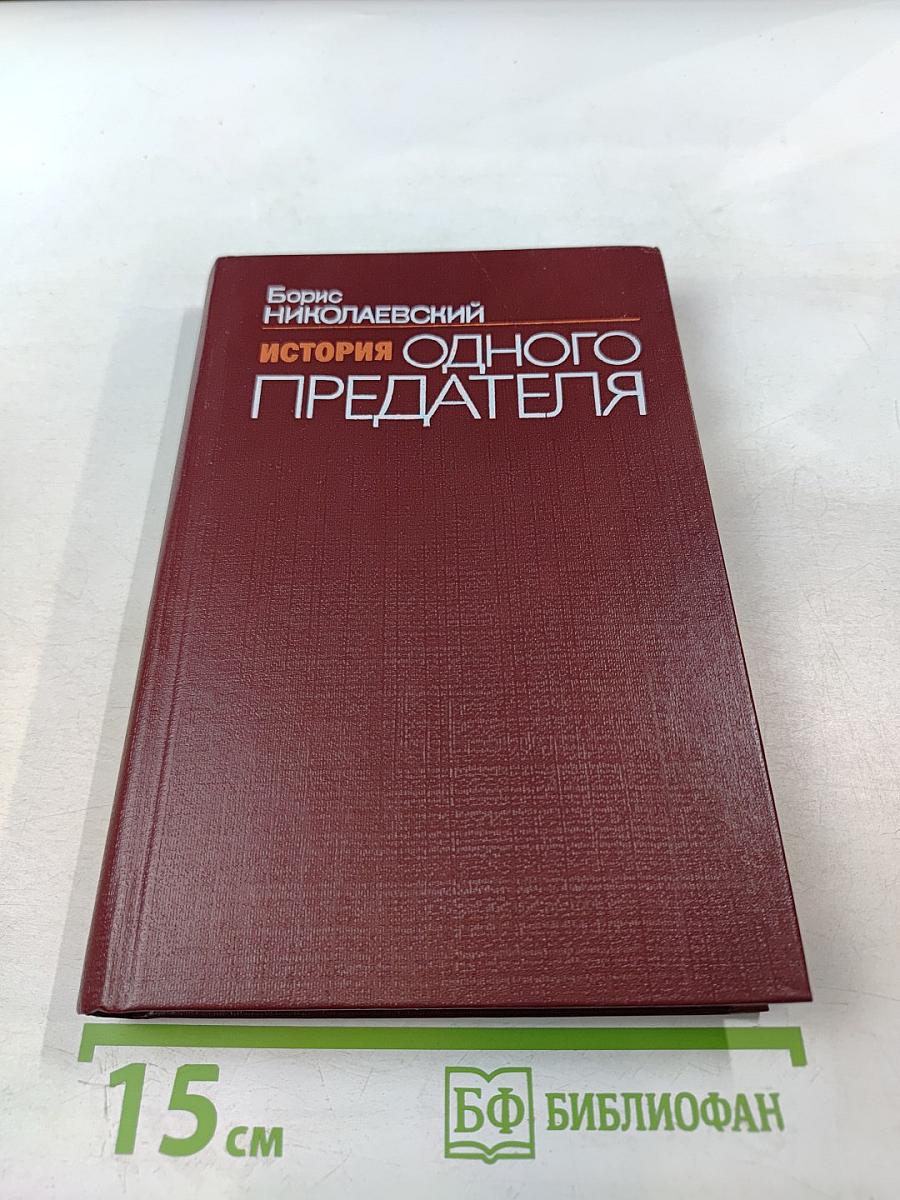 Борис
НИКОЛАЕВСКИЙ
ИСТОРИЯ ОДНОГО
ПРЕДАТЕЛЯ
15 см
БФ БИБЛИОФАН